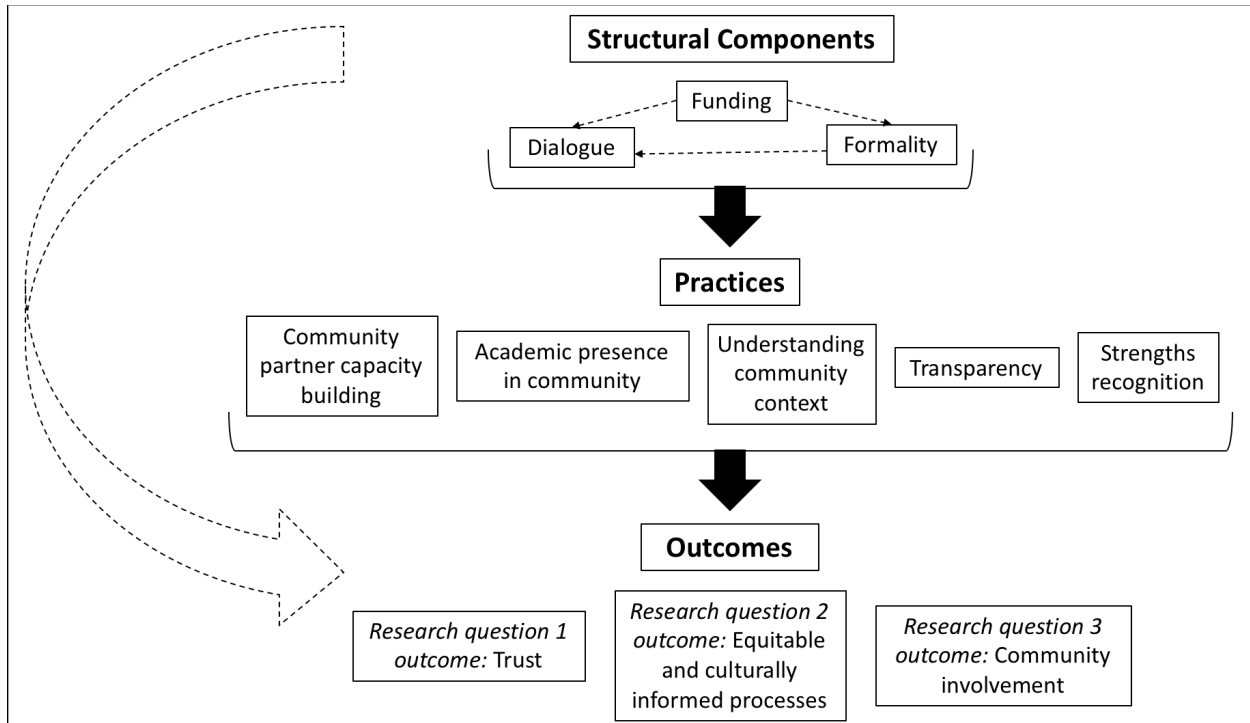 Structural Components
Funding
Dialogue
Formality
Practices
Community
partner capacity
building
Academic presence
in community
Understanding
community
context
Transparency
Strengths
recognition
Outcomes
Research question 1
outcome: Trust
Research question 2
outcome: Equitable
and culturally
informed processes
Research question 3
outcome: Community
involvement